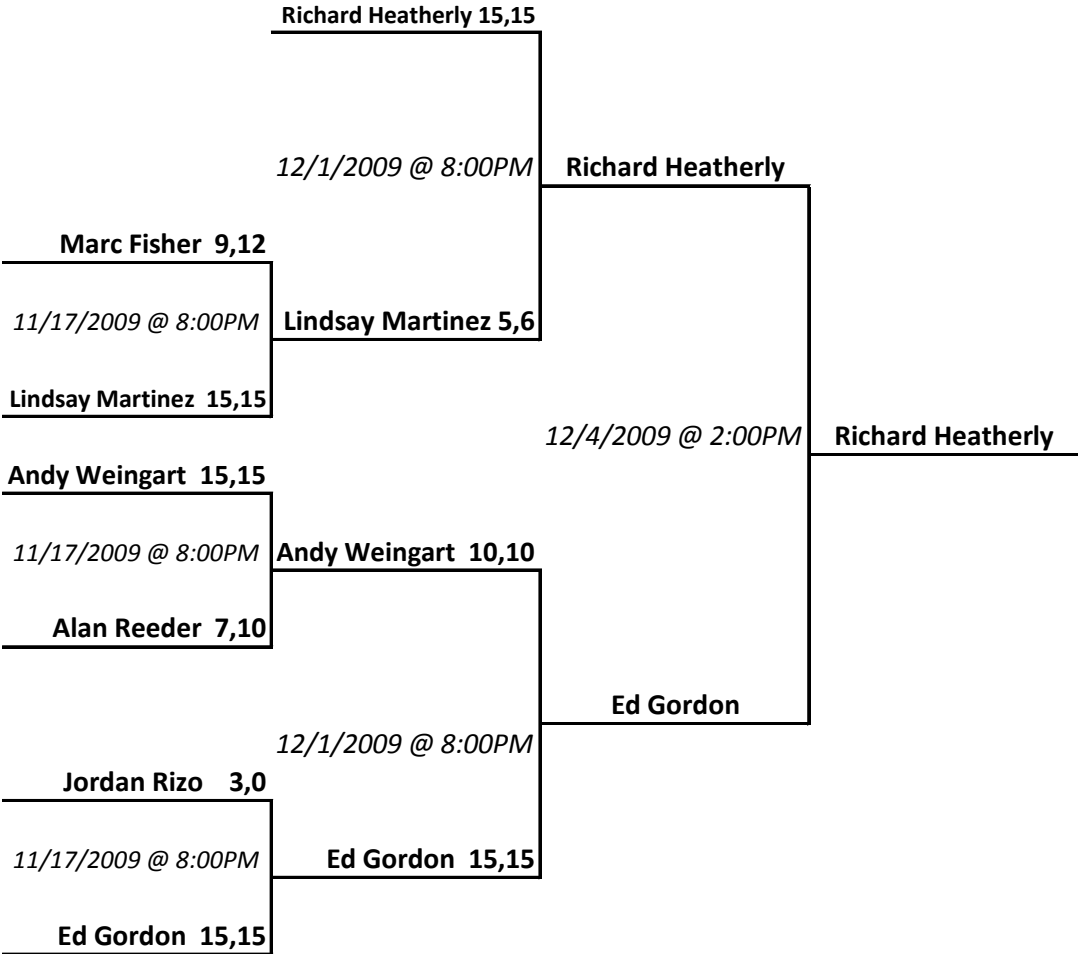 Richard Heatherly 15,15
12/1/2009 @ 8:00PM
Richard Heatherly
Marc Fisher 9,12
11/17/2009 @ 8:00PM
Lindsay Martinez 5,6
Lindsay Martinez 15,15
12/4/2009 @ 2:00PM
Richard Heatherly
Andy Weingart 15,15
11/17/2009 @ 8:00PM
Andy Weingart 10,10
Alan Reeder 7,10
Ed Gordon
12/1/2009 @ 8:00PM
Jordan Rizo 3,0
11/17/2009 @ 8:00PM
Ed Gordon 15,15
Ed Gordon 15,15